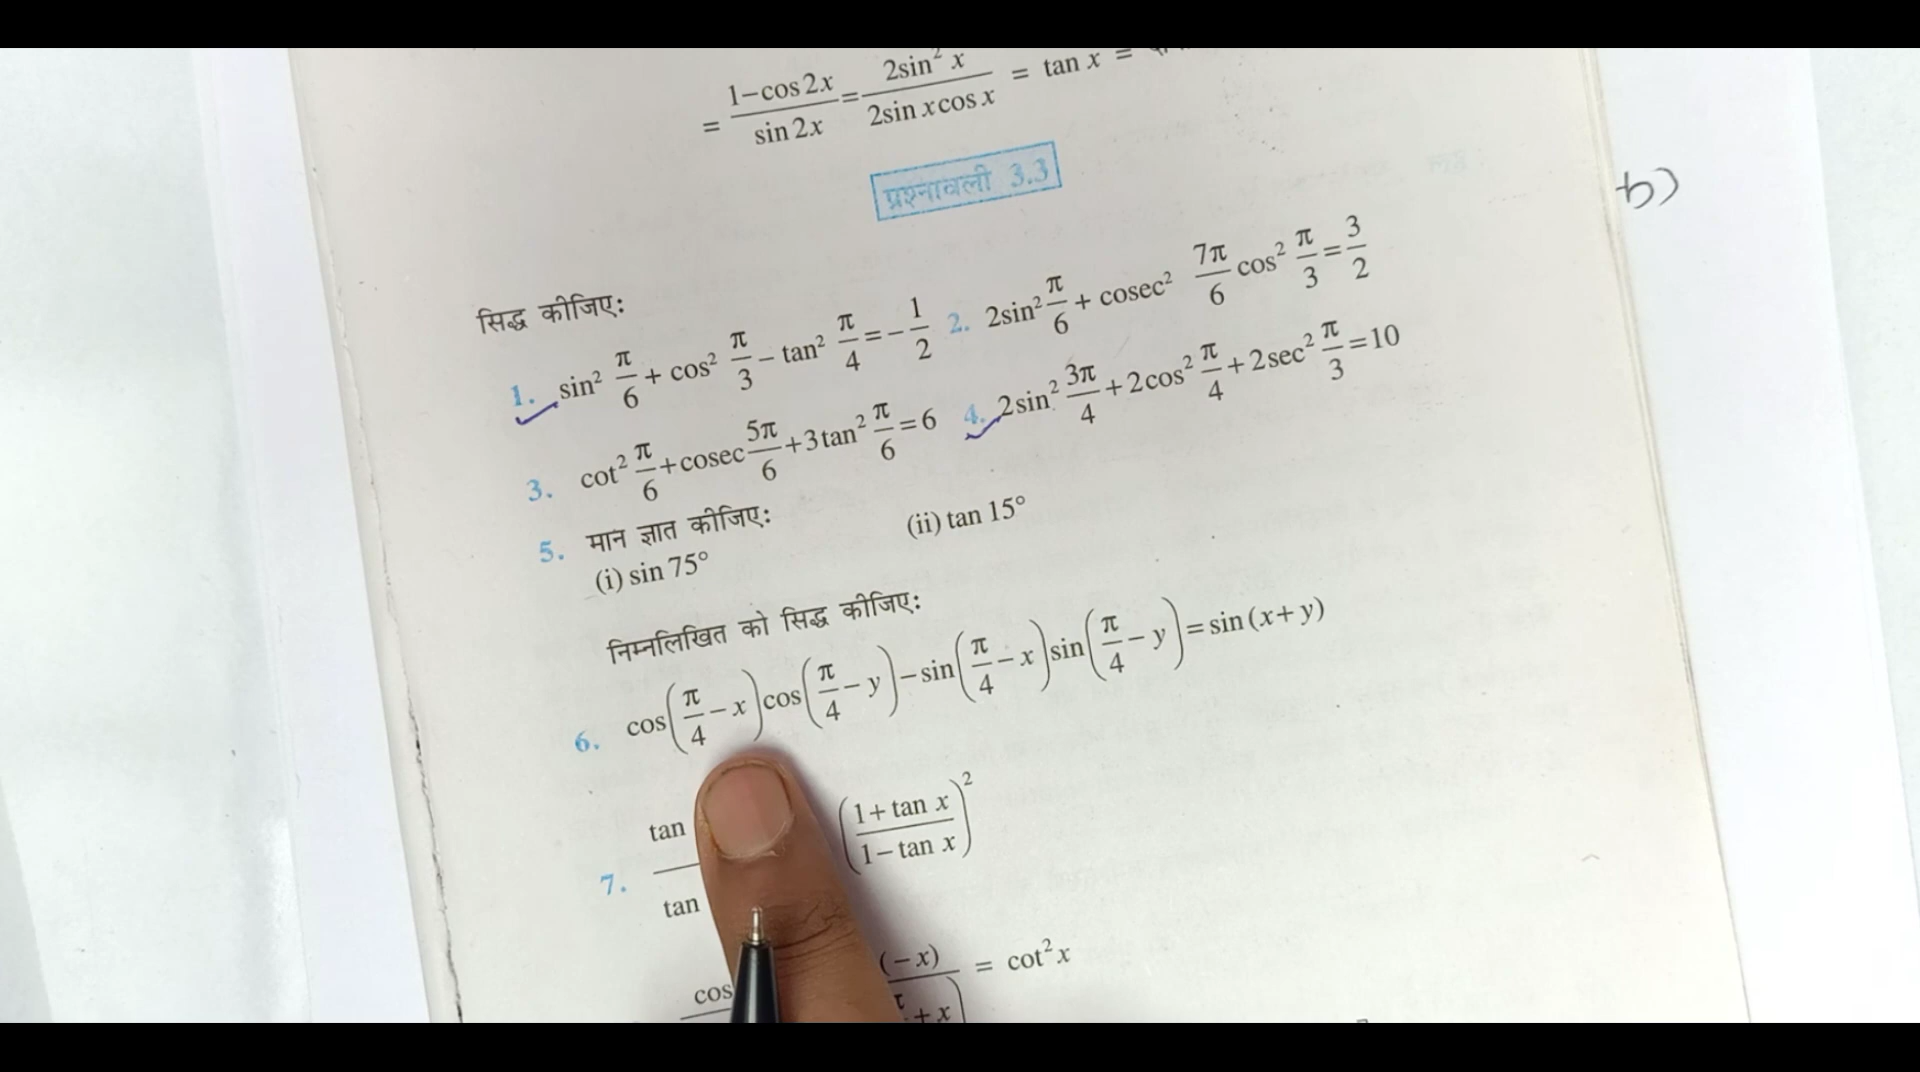 = 1−cos 2x / sin 2x = 2sin² x / 2sin x cos x = tan x =
प्रश्नावली 3.3
b)
सिद्ध कीजिए:
1. sin² π/6 + cos² π/3 − tan² π/4 = − 1/2 2. 2sin² π/6 + cosec² 7π/6 cos² π/3 = 3/2
3. cot² π/6 + cosec 5π/6 + 3 tan² π/6 = 6 4. 2sin² 3π/4 + 2cos² π/4 + 2sec² π/3 = 10
5. मान ज्ञात कीजिए:
(i) sin 75° (ii) tan 15°
निम्नलिखित को सिद्ध कीजिए:
6. cos(π/4 − x) cos(π/4 − y) − sin(π/4 − x) sin(π/4 − y) = sin (x + y)
7. tan / tan (1 + tan x / 1 − tan x)²
cos (−x) / + x) = cot² x